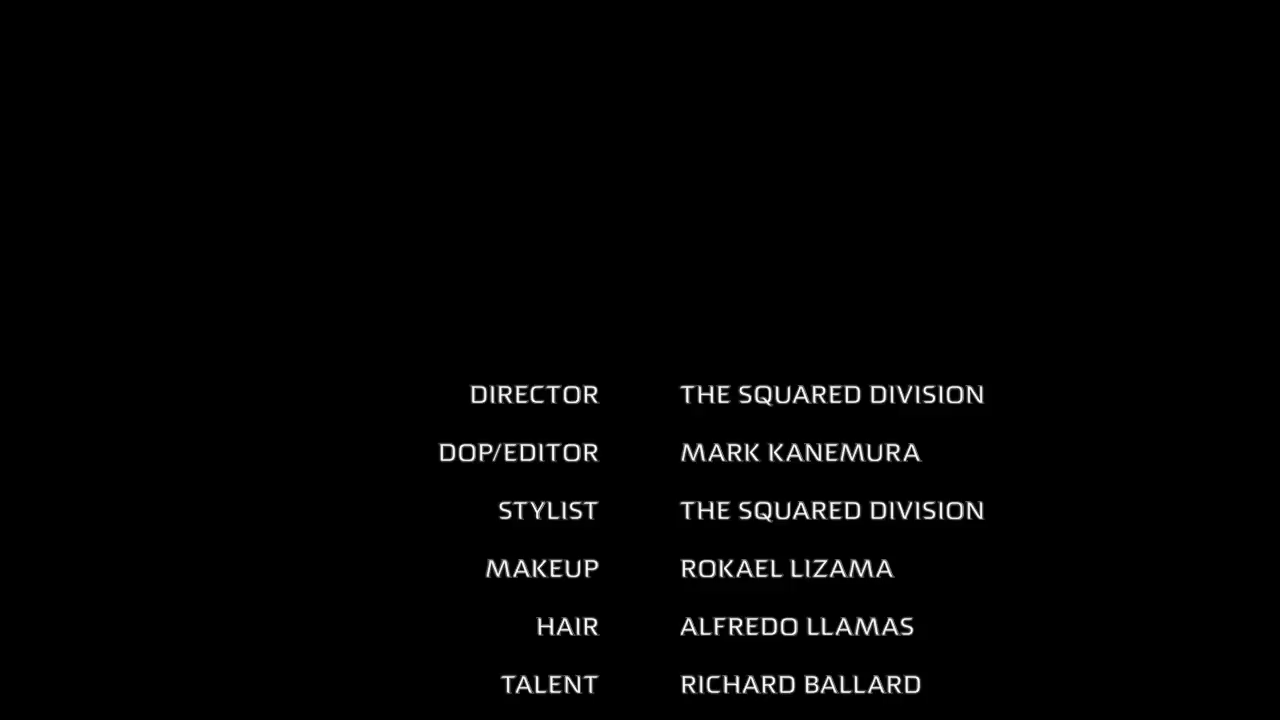 DIRECTOR THE SQUARED DIVISION
DOP/EDITOR MARK KANEMURA
STYLIST THE SQUARED DIVISION
MAKEUP ROKAEL LIZAMA
HAIR ALFREDO LLAMAS
TALENT RICHARD BALLARD